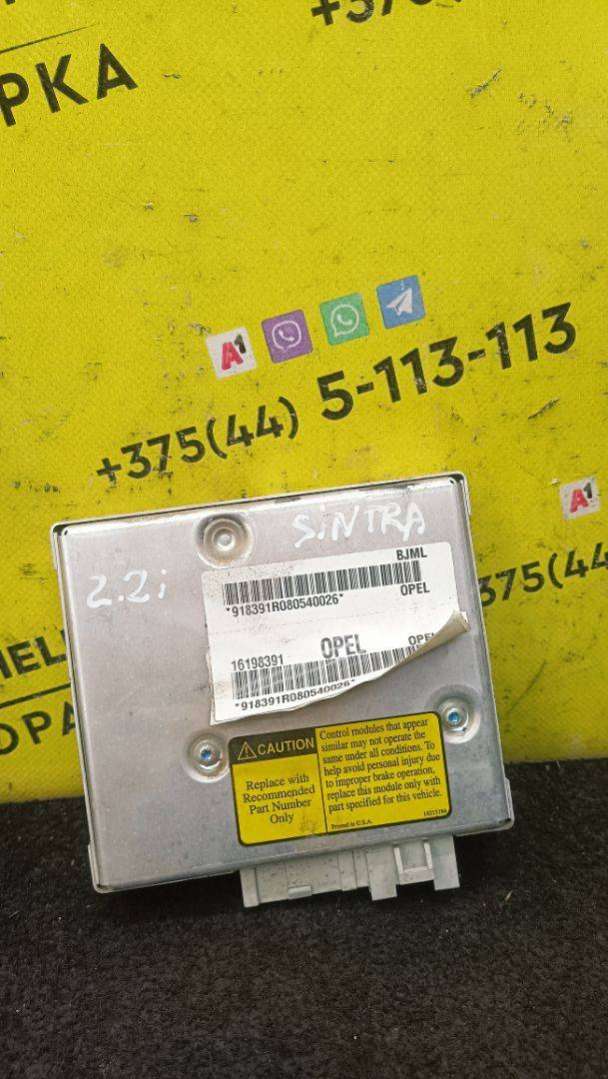 +375
РКА
A1
+375(44) 5-113-113
A1
375(44
SiNTRA
2.2i
BJML
*918391R080540026*
OPEL
16198391
OPEL
OPEL
*918391R080540026*
CAUTION
Replace with
Recommended
Part Number
Only
Control modules that appear
similar may not operate the
same under all conditions. To
help avoid personal injury due
to improper brake operation,
replace this module only with
part specified for this vehicle.
Printed in U.S.A.